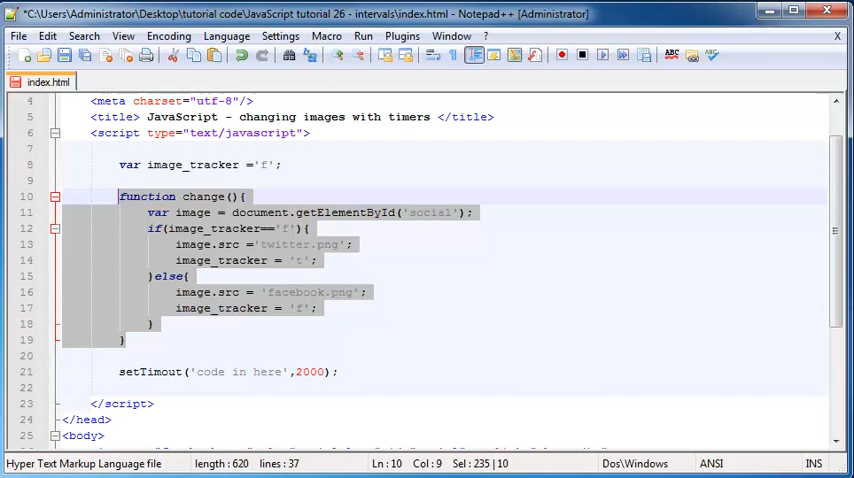 *C:\Users\Administrator\Desktop\tutorial code\JavaScript tutorial 26 - intervals\index.html - Notepad++ [Administrator]
File Edit Search View Encoding Language Settings Macro Run Plugins Window ? X
index.html
4 <meta charset="utf-8"/>
5 <title> JavaScript - changing images with timers </title>
6 <script type="text/javascript">
7
8 var image_tracker ='f';
9
10 function change(){
11 var image = document.getElementById('social');
12 if(image_tracker=='f'){
13 image.src ='twitter.png';
14 image_tracker = 't';
15 }else{
16 image.src = 'facebook.png';
17 image_tracker = 'f';
18 }
19 }
20
21 setTimout('code in here',2000);
22
23 </script>
24 </head>
25 <body>
Hyper Text Markup Language file length : 620 lines : 37 Ln : 10 Col : 9 Sel : 235 | 10 Dos\Windows ANSI INS